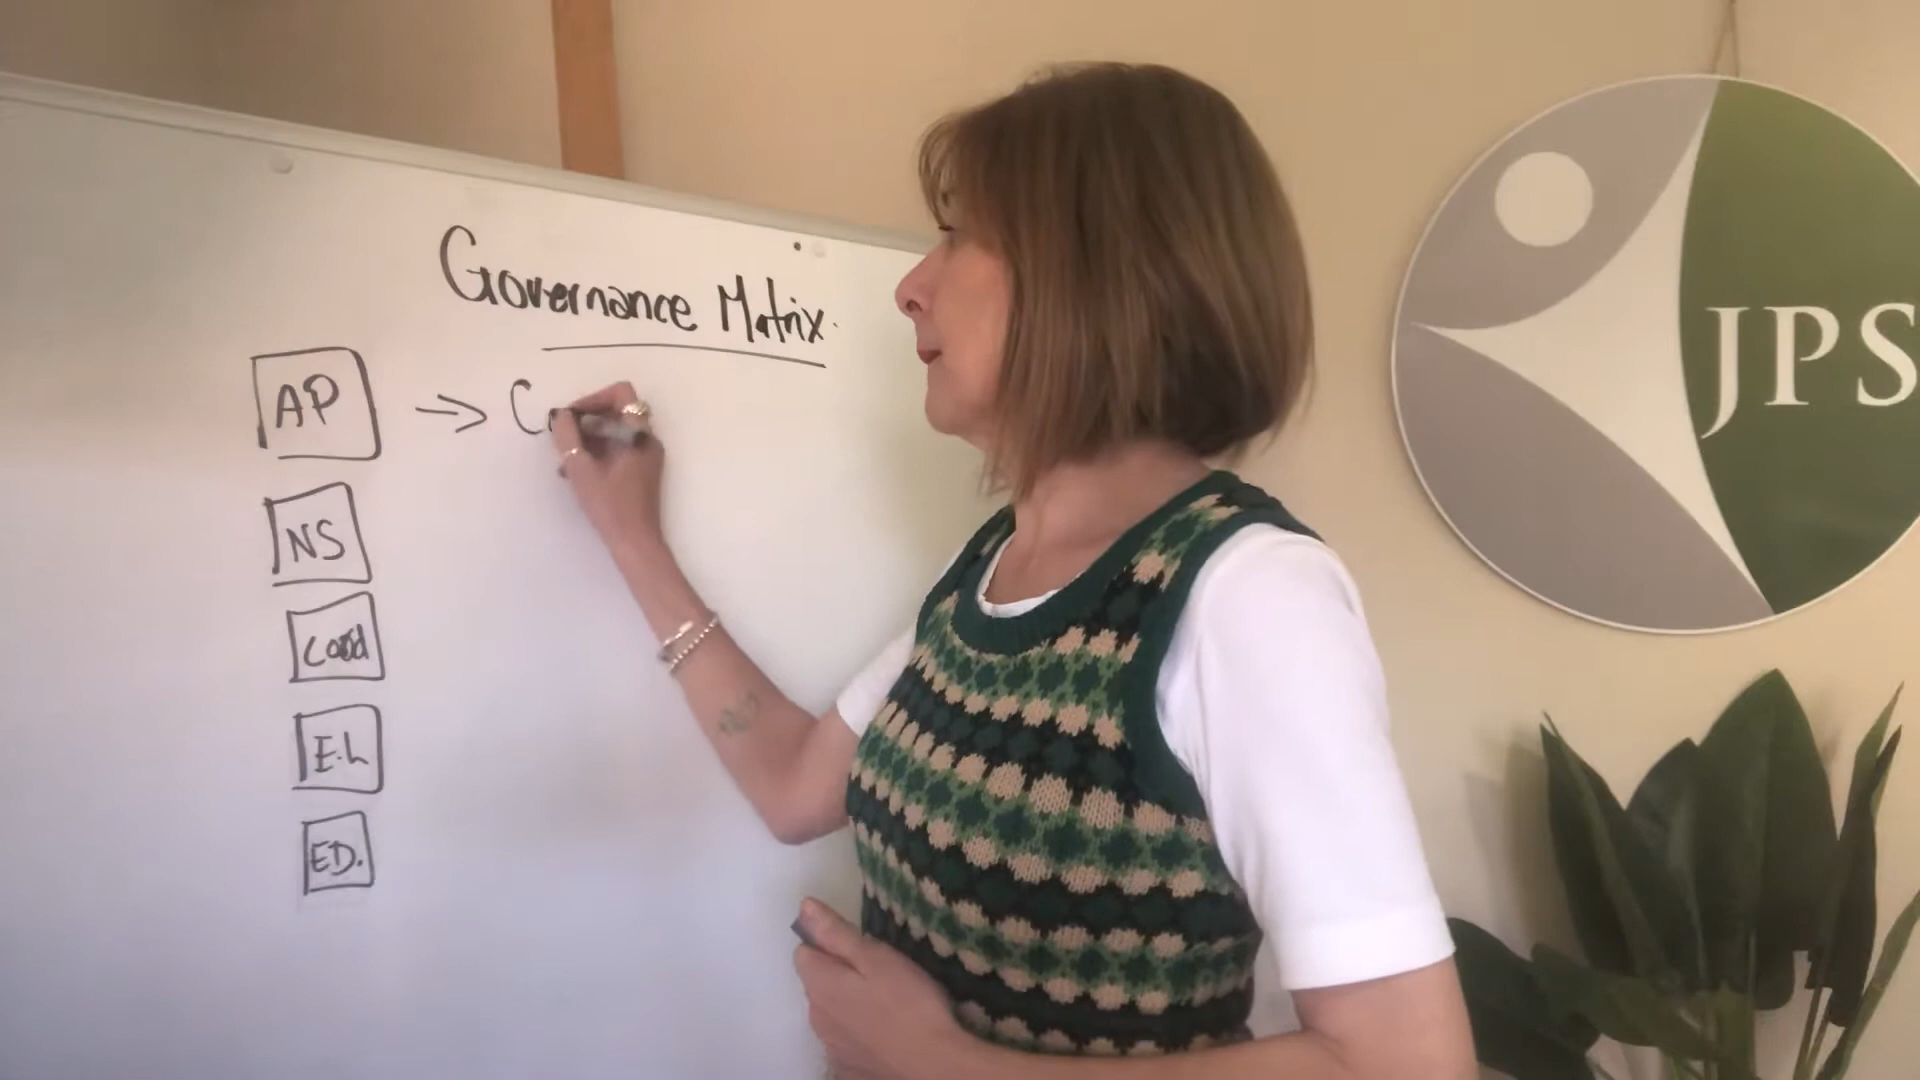 Governance Matrix.
AP → C
NS
Coord
E.L
ED.
JPS